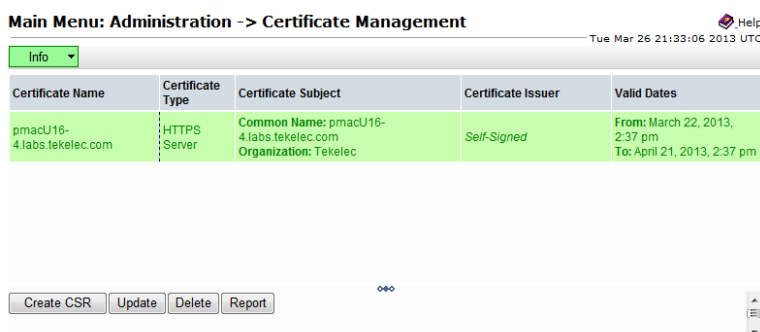 Main Menu: Administration -> Certificate Management
Help
Tue Mar 26 21:33:06 2013 UTC
Info
Certificate Name
Certificate
Type
Certificate Subject
Certificate Issuer
Valid Dates
pmacU16-
4.labs.tekelec.com
HTTPS
Server
Common Name: pmacU16-
4.labs.tekelec.com
Organization: Tekelec
Self-Signed
From: March 22, 2013,
2:37 pm
To: April 21, 2013, 2:37 pm
Create CSR
Update
Delete
Report